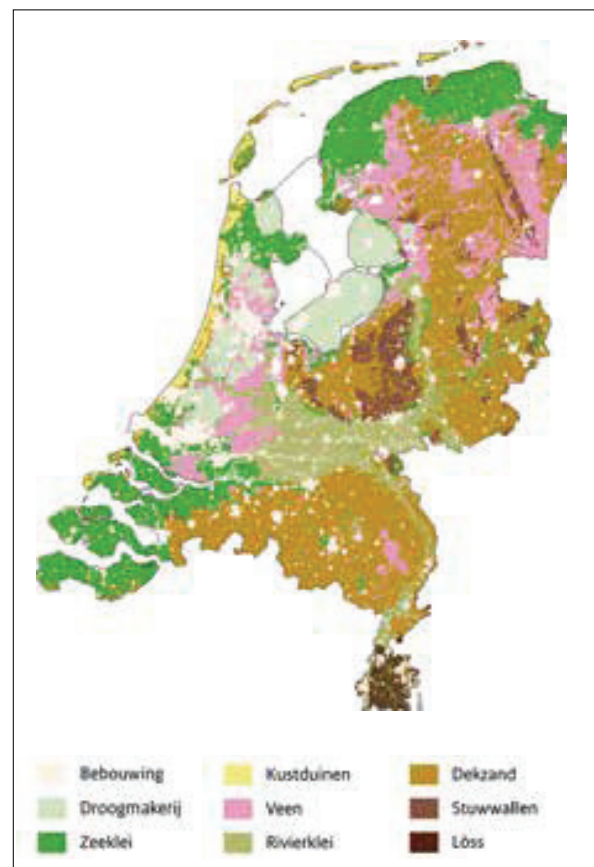 Bebouwing Kustduinen Dekzand
Droogmakerij Veen Stuwwallen
Zeeklei Rivierklei Löss